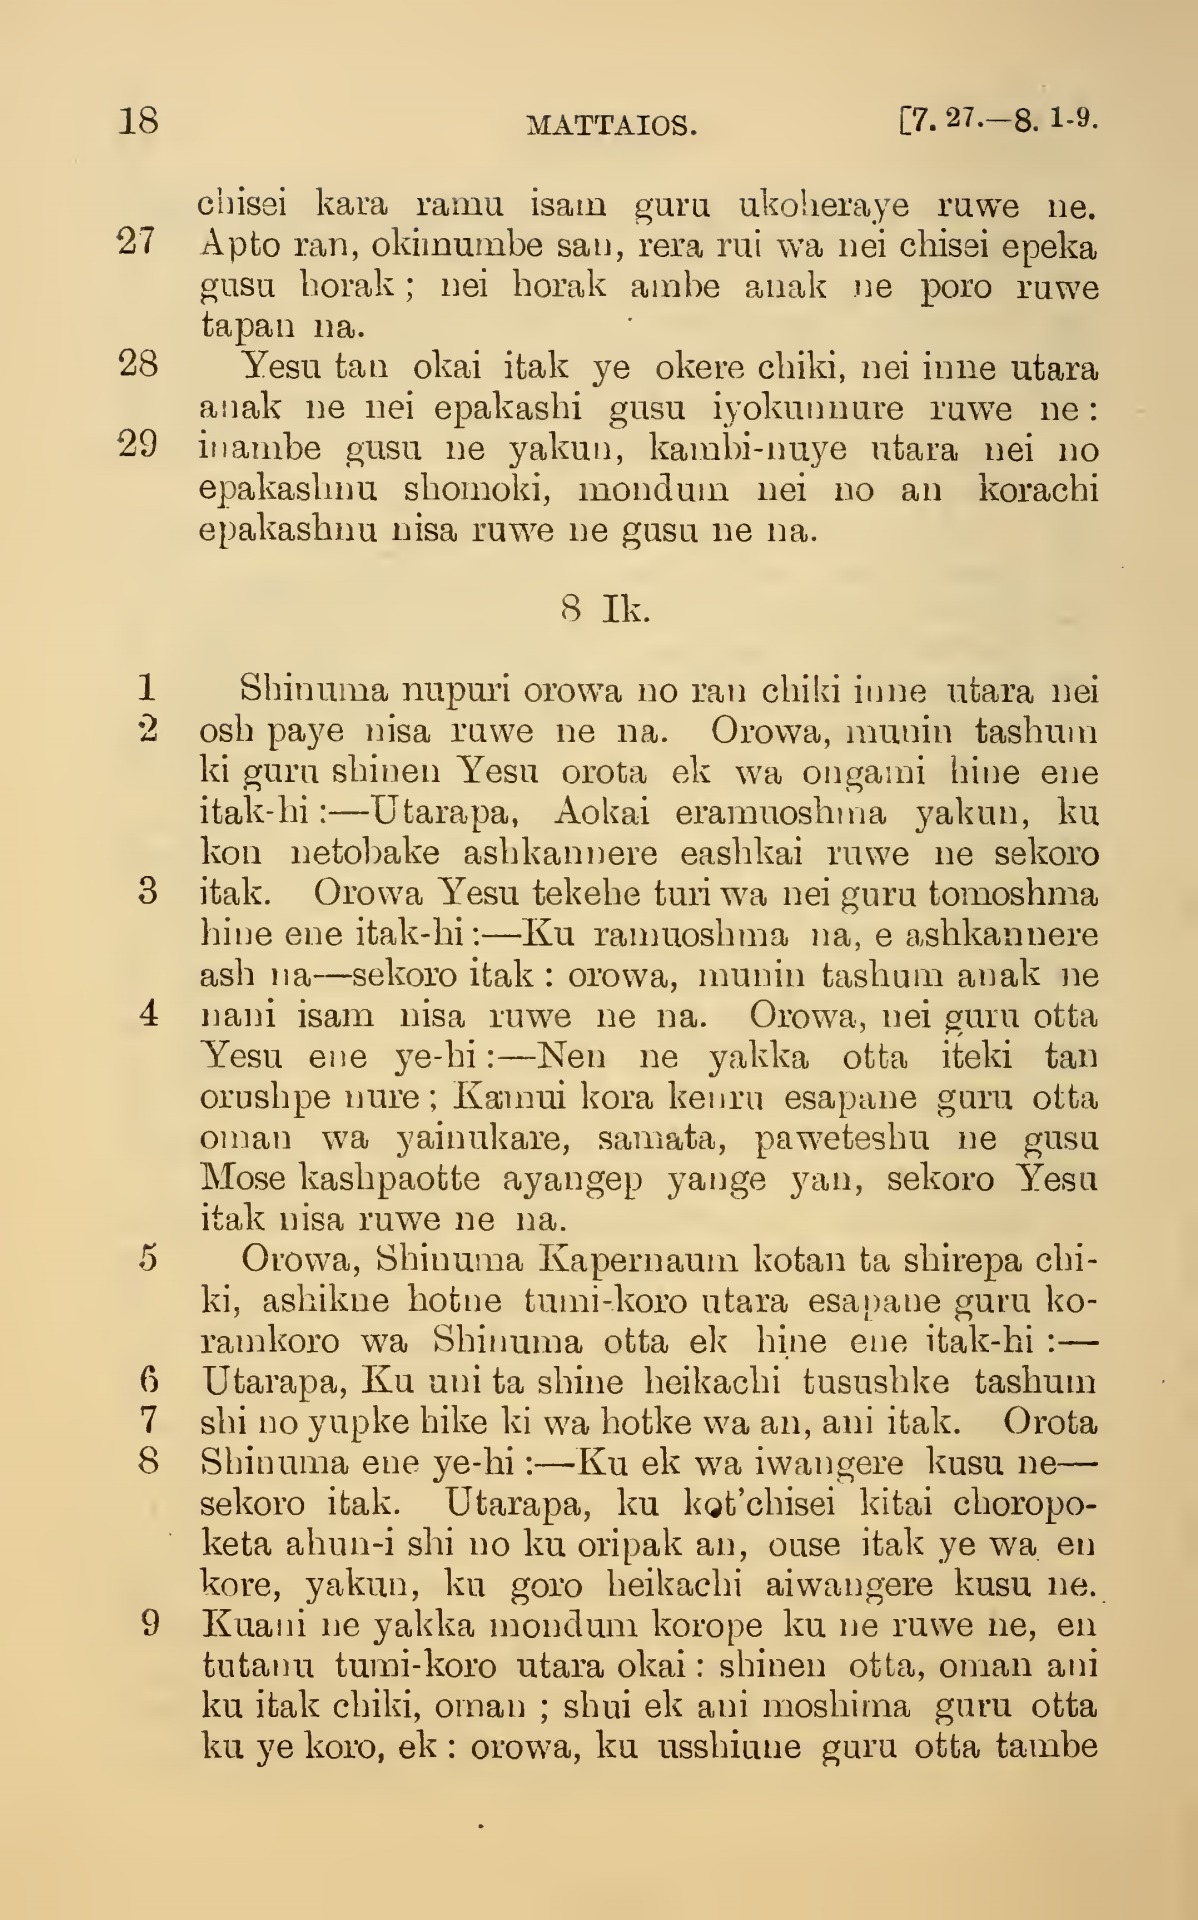 18 MATTAIOS. [7. 27.—8. 1-9.
chisei kara ramu isam guru ukoheraye ruwe ne.
27 Apto ran, okimumbe san, rera rui wa nei chisei epeka
gusu horak ; nei horak ambe anak ne poro ruwe
tapan na.
28 Yesu tan okai itak ye okere chiki, nei inne utara
anak ne nei epakashi gusu iyokunnure ruwe ne :
29 inambe gusu ne yakun, kambi-nuye utara nei no
epakashnu shomoki, mondum nei no an korachi
epakashnu nisa ruwe ne gusu ne na.
8 Ik.
1 Shinuma nupuri orowa no ran chiki inne utara nei
2 osh paye nisa ruwe ne na. Orowa, munin tashum
ki guru shinen Yesu orota ek wa ongami hine ene
itak-hi :—Utarapa, Aokai eramuoshma yakun, ku
kon netobake ashkannere eashkai ruwe ne sekoro
3 itak. Orowa Yesu tekehe turi wa nei guru tomoshma
hine ene itak-hi :—Ku ramuoshma na, e ashkannere
ash na—sekoro itak : orowa, munin tashum anak ne
4 nani isam nisa ruwe ne na. Orowa, nei guru otta
Yesu ene ye-hi :—Nen ne yakka otta iteki tan
orushpe nure ; Kamui kora kenru esapane guru otta
oman wa yainukare, samata, paweteshu ne gusu
Mose kashpaotte ayangep yange yan, sekoro Yesu
itak nisa ruwe ne na.
5 Orowa, Shinuma Kapernaum kotan ta shirepa chi-
ki, ashikne hotne tumi-koro utara esapane guru ko-
ramkoro wa Shinuma otta ek hine ene itak-hi :—
6 Utarapa, Ku uni ta shine heikachi tusushke tashum
7 shi no yupke hike ki wa hotke wa an, ani itak. Orota
8 Shinuma ene ye-hi :—Ku ek wa iwangere kusu ne—
sekoro itak. Utarapa, ku kot'chisei kitai choropo-
keta ahun-i shi no ku oripak an, ouse itak ye wa en
kore, yakun, ku goro heikachi aiwangere kusu ne.
9 Kuani ne yakka mondum korope ku ne ruwe ne, en
tutanu tumi-koro utara okai : shinen otta, oman ani
ku itak chiki, oman ; shui ek ani moshima guru otta
ku ye koro, ek : orowa, ku usshiune guru otta tambe